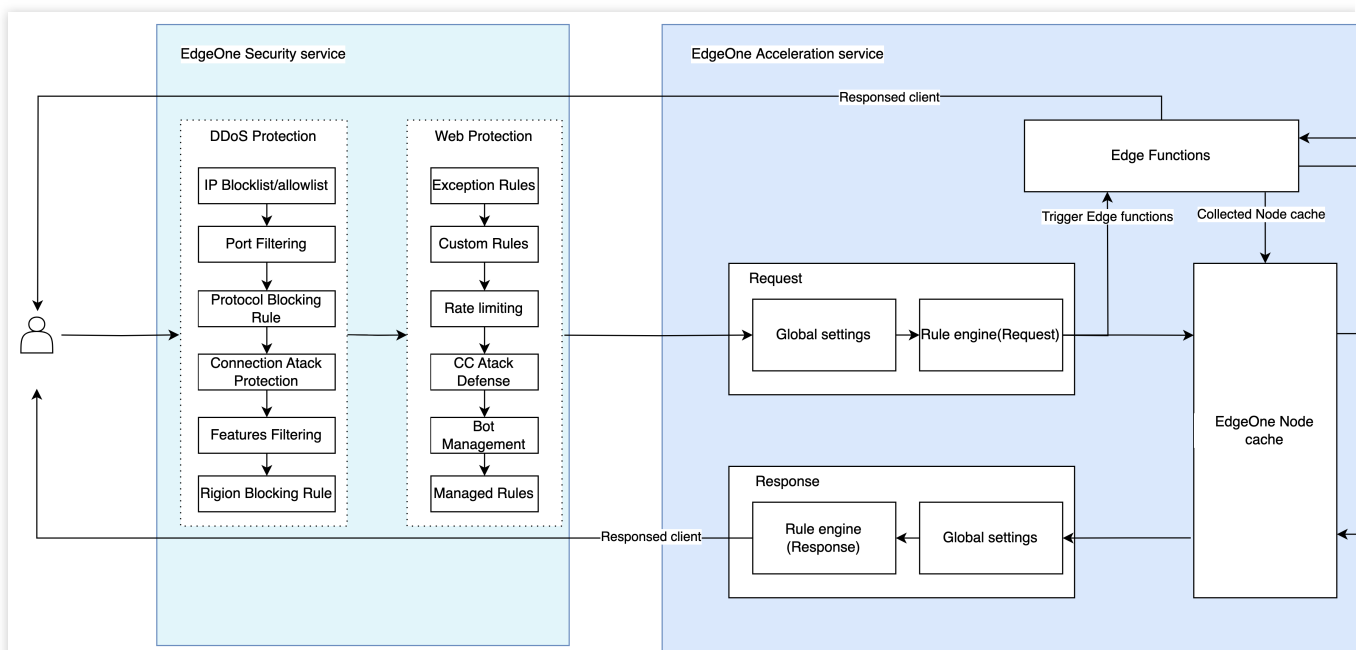 EdgeOne Security service
EdgeOne Acceleration service
Responsed client
DDoS Protection
IP Blocklist/allowlist
Port Filtering
Protocol Blocking
Rule
Connection Atack
Protection
Features Filtering
Rigion Blocking Rule
Web Protection
Exception Rules
Custom Rules
Rate limiting
CC Atack
Defense
Bot
Management
Managed Rules
Edge Functions
Trigger Edge functions
Collected Node cache
Request
Global settings
Rule engine(Request)
EdgeOne Node
cache
Response
Rule engine
(Response)
Global settings
Responsed client